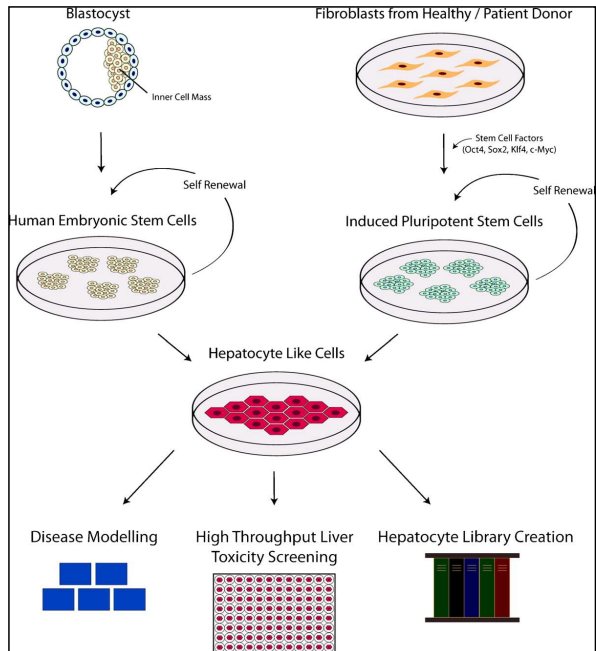 Blastocyst
Fibroblasts from Healthy / Patient Donor
Inner Cell Mass
Stem Cell Factors
(Oct4, Sox2, Klf4, c-Myc)
Self Renewal
Self Renewal
Human Embryonic Stem Cells
Induced Pluripotent Stem Cells
Hepatocyte Like Cells
Disease Modelling
High Throughput Liver
Toxicity Screening
Hepatocyte Library Creation